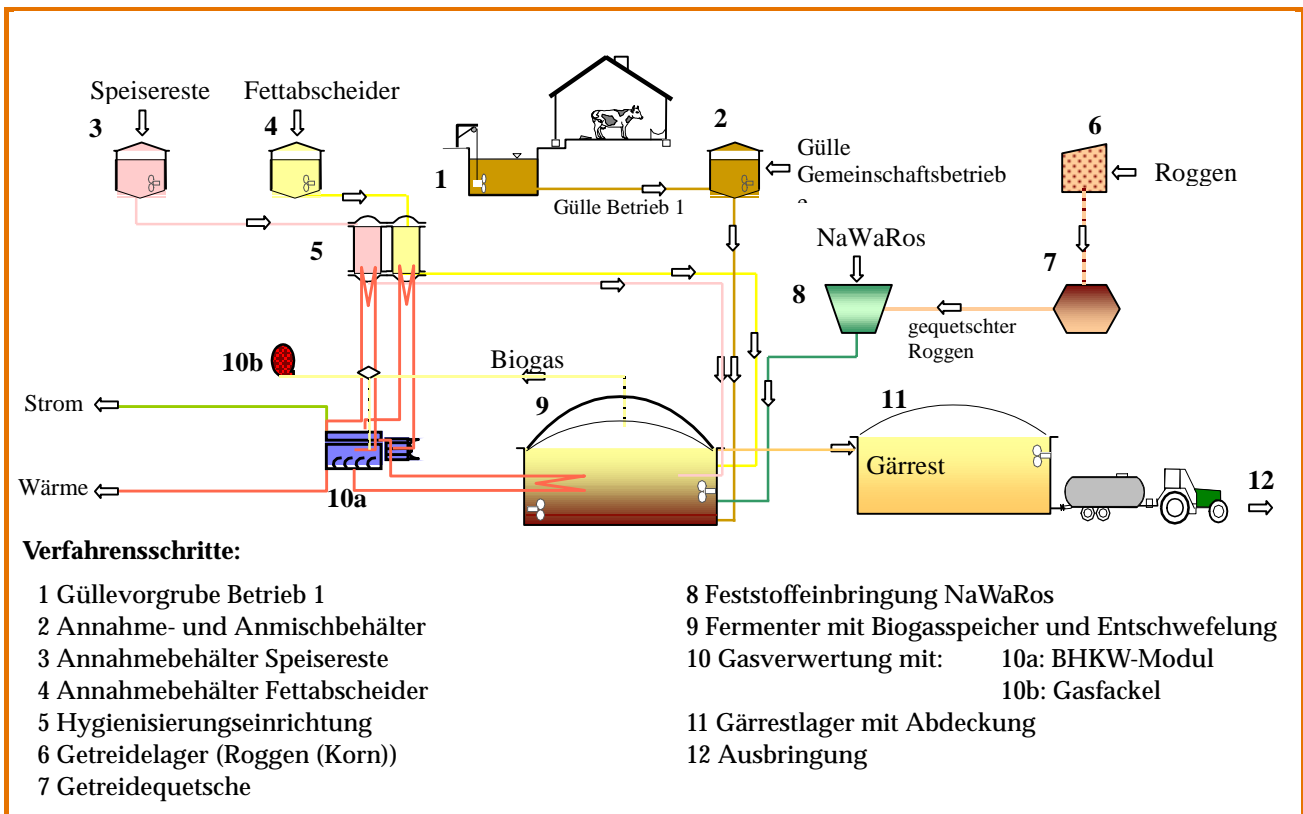 Speisereste
Fettabscheider
3
4
2
6
1
Gülle
Gemeinschaftsbetrieb
Roggen
Gülle Betrieb 1
5
NaWaRos
7
8
gequetschter
Roggen
10b
Biogas
Strom
9
11
Gärrest
Wärme
10a
12
Verfahrensschritte:
1 Güllevorgrube Betrieb 1
2 Annahme- und Anmischbehälter
3 Annahmebehälter Speisereste
4 Annahmebehälter Fettabscheider
5 Hygienisierungseinrichtung
6 Getreidelager (Roggen (Korn))
7 Getreidequetsche
8 Feststoffeinbringung NaWaRos
9 Fermenter mit Biogasspeicher und Entschwefelung
10 Gasverwertung mit: 10a: BHKW-Modul
10b: Gasfackel
11 Gärrestlager mit Abdeckung
12 Ausbringung